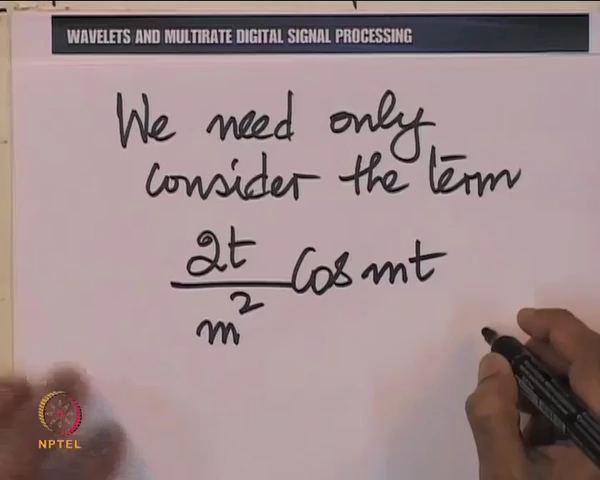 WAVELETS AND MULTIRATE DIGITAL SIGNAL PROCESSING
We need only
consider the term
2t/m² Cos mt
NPTEL